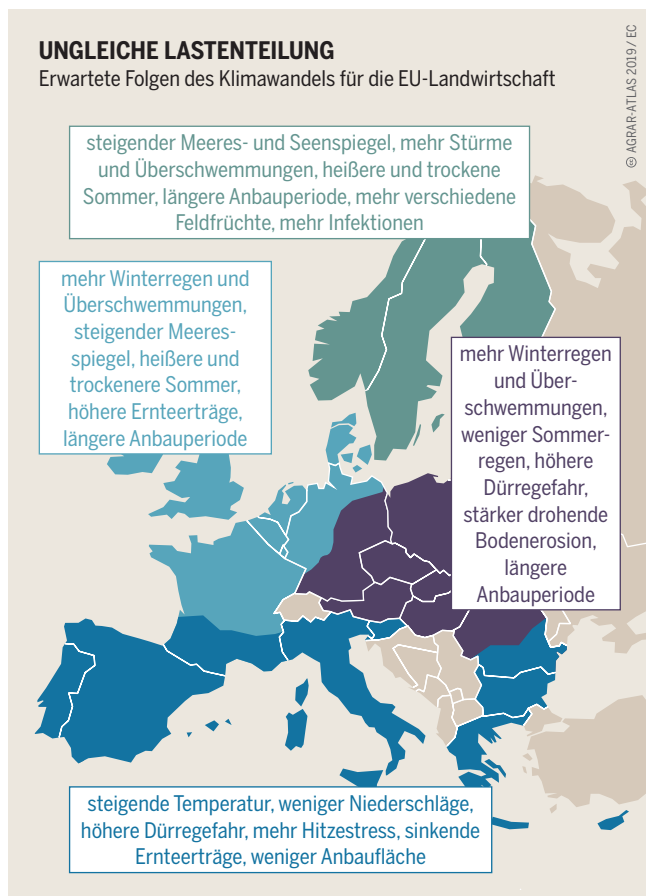 UNGLEICHE LASTENTEILUNG
Erwartete Folgen des Klimawandels für die EU-Landwirtschaft
steigender Meeres- und Seenspiegel, mehr Stürme
und Überschwemmungen, heißere und trockene
Sommer, längere Anbauperiode, mehr verschiedene
Feldfrüchte, mehr Infektionen
mehr Winterregen und
Überschwemmungen,
steigender Meeres-
spiegel, heißere und
trockenere Sommer,
höhere Ernteerträge,
längere Anbauperiode
mehr Winterregen
und Über-
schwemmungen,
weniger Sommer-
regen, höhere
Dürregefahr,
stärker drohende
Bodenerosion,
längere
Anbauperiode
steigende Temperatur, weniger Niederschläge,
höhere Dürregefahr, mehr Hitzestress, sinkende
Ernteerträge, weniger Anbaufläche
🅭 AGRAR-ATLAS 2019 / EC